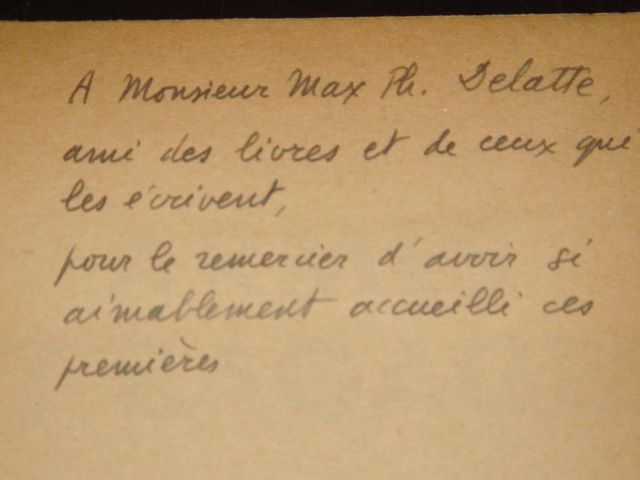 A Monsieur Max Ph. Delatte,
ami des livres et de ceux que
les écrivent,
pour le remercier d'avoir si
aimablement accueilli ces
premières